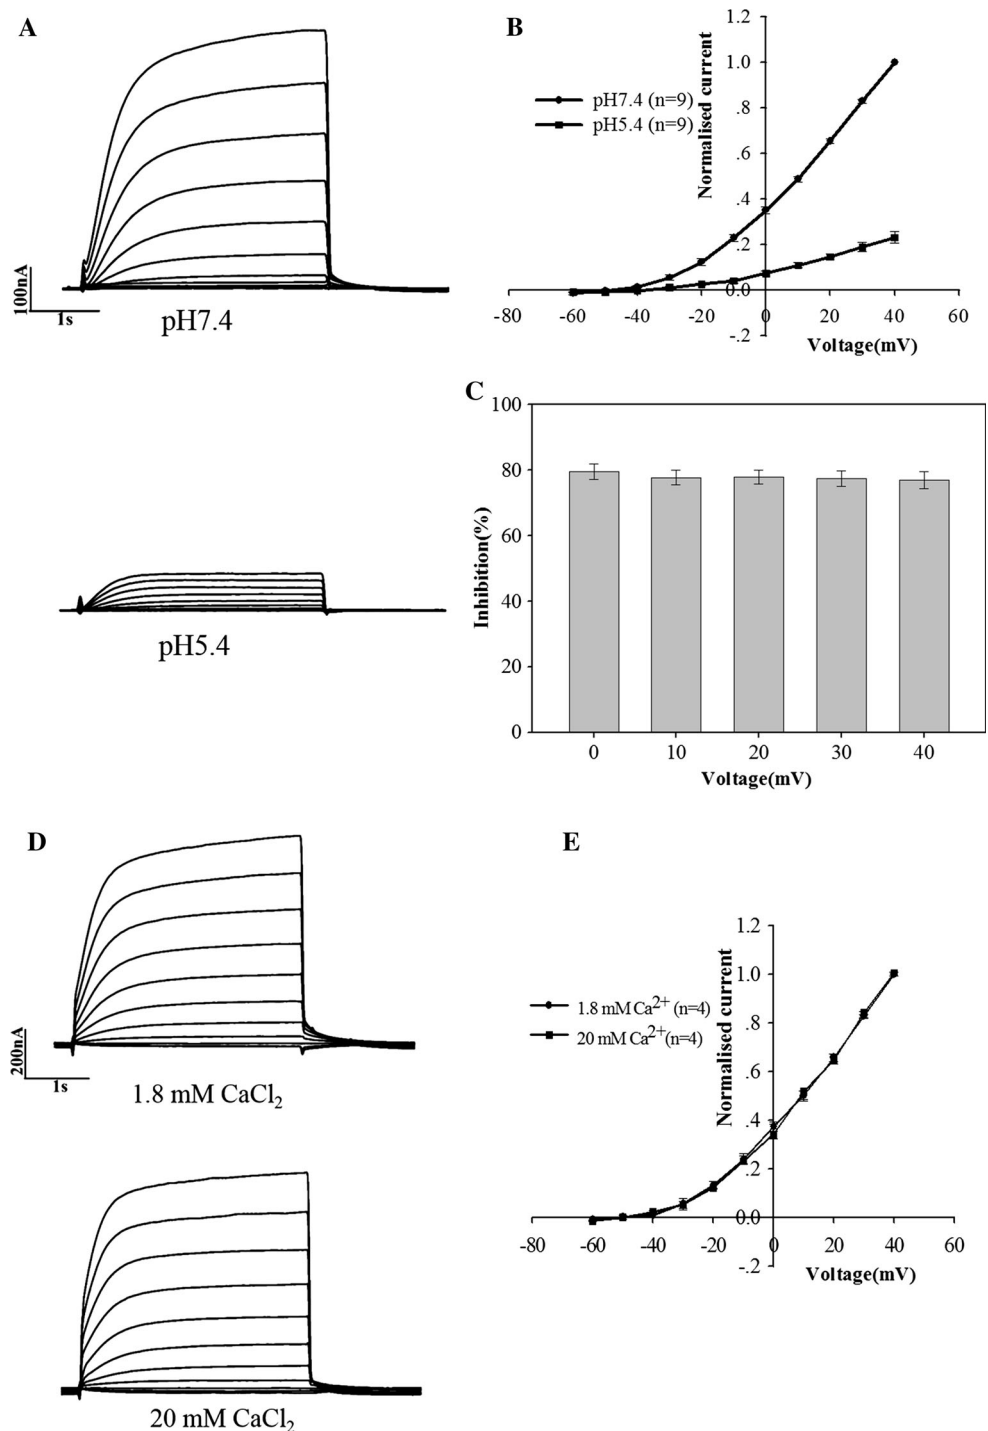 A
100nA
1s
pH7.4
pH5.4
B
pH7.4 (n=9)
pH5.4 (n=9)
Normalised current
1.2
1.0
.8
.6
.4
.2
0.0
-.2
-80 -60 -40 -20 0 20 40 60
Voltage(mV)
C
Inhibition(%)
100
80
60
40
20
0
0 10 20 30 40
Voltage(mV)
D
200nA
1s
1.8 mM CaCl2
20 mM CaCl2
E
1.8 mM Ca2+ (n=4)
20 mM Ca2+ (n=4)
Normalised current
1.2
1.0
.8
.6
.4
.2
0.0
-.2
-80 -60 -40 -20 0 20 40 60
Voltage(mV)